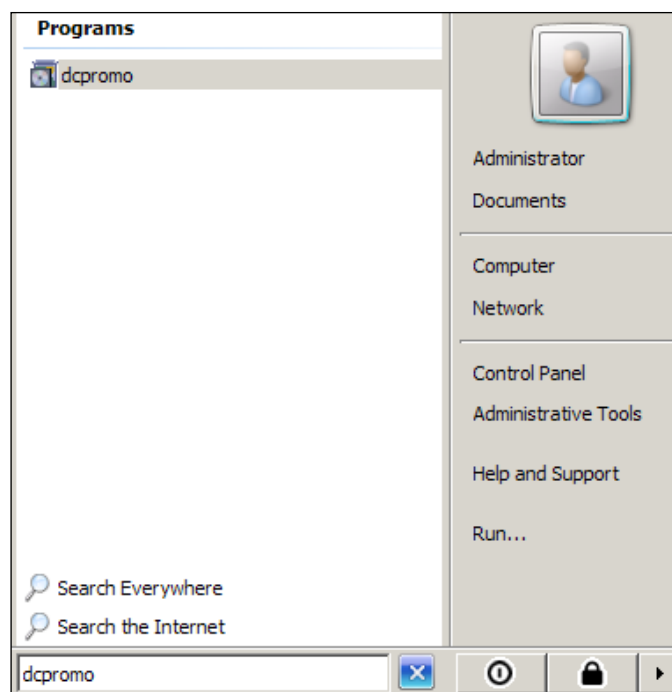 Programs
dcpromo
Search Everywhere
Search the Internet
dcpromo
Administrator
Documents
Computer
Network
Control Panel
Administrative Tools
Help and Support
Run...